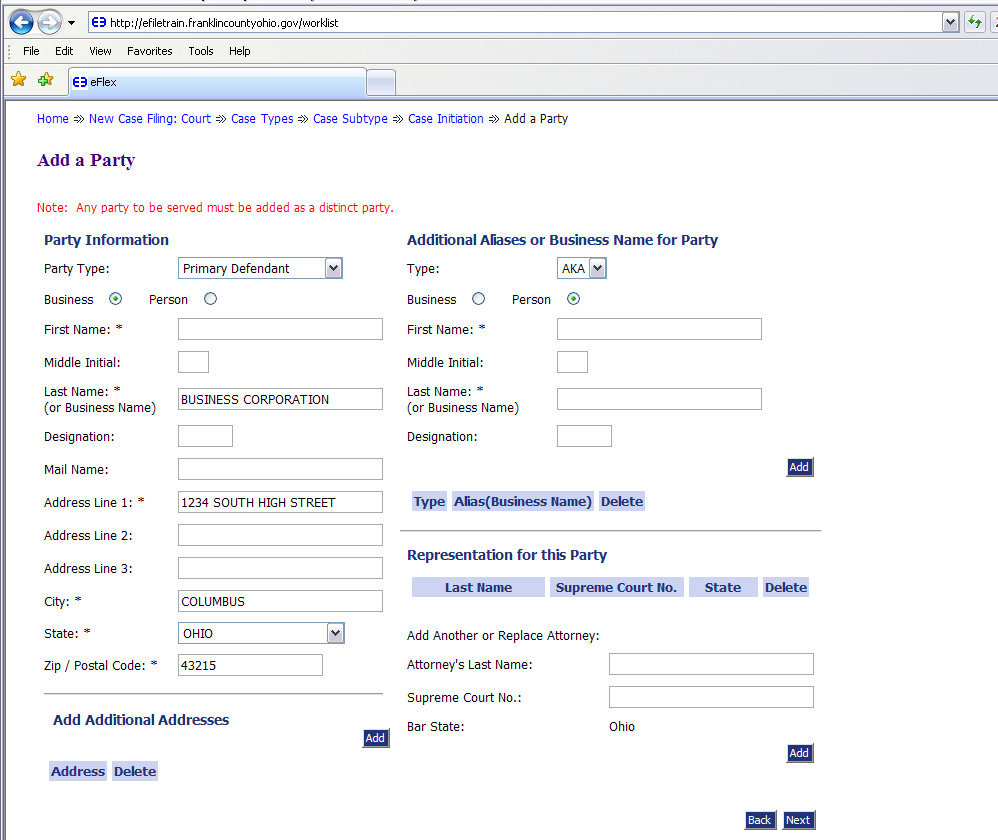 http://efiletrain.franklincountyohio.gov/worklist
File Edit View Favorites Tools Help
eFlex
Home » New Case Filing: Court » Case Types » Case Subtype » Case Initiation » Add a Party
Add a Party
Note: Any party to be served must be added as a distinct party.
Party Information
Party Type: Primary Defendant
Business Person
First Name: *
Middle Initial:
Last Name: * 
(or Business Name) BUSINESS CORPORATION
Designation:
Mail Name:
Address Line 1: * 1234 SOUTH HIGH STREET
Address Line 2:
Address Line 3:
City: * COLUMBUS
State: * OHIO
Zip / Postal Code: * 43215
Add Additional Addresses
Add
Address Delete
Additional Aliases or Business Name for Party
Type: AKA
Business Person
First Name: *
Middle Initial:
Last Name: *
(or Business Name)
Designation:
Add
Type Alias(Business Name) Delete
Representation for this Party
Last Name Supreme Court No. State Delete
Add Another or Replace Attorney:
Attorney's Last Name:
Supreme Court No.:
Bar State: Ohio
Add
Back Next